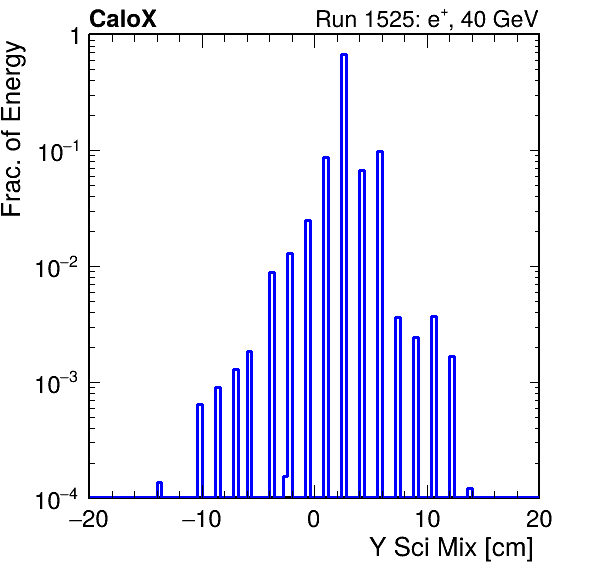 CaloX Run 1525: e⁺, 40 GeV
Frac. of Energy
1
10⁻¹
10⁻²
10⁻³
10⁻⁴
−20 −10 0 10 20
Y Sci Mix [cm]